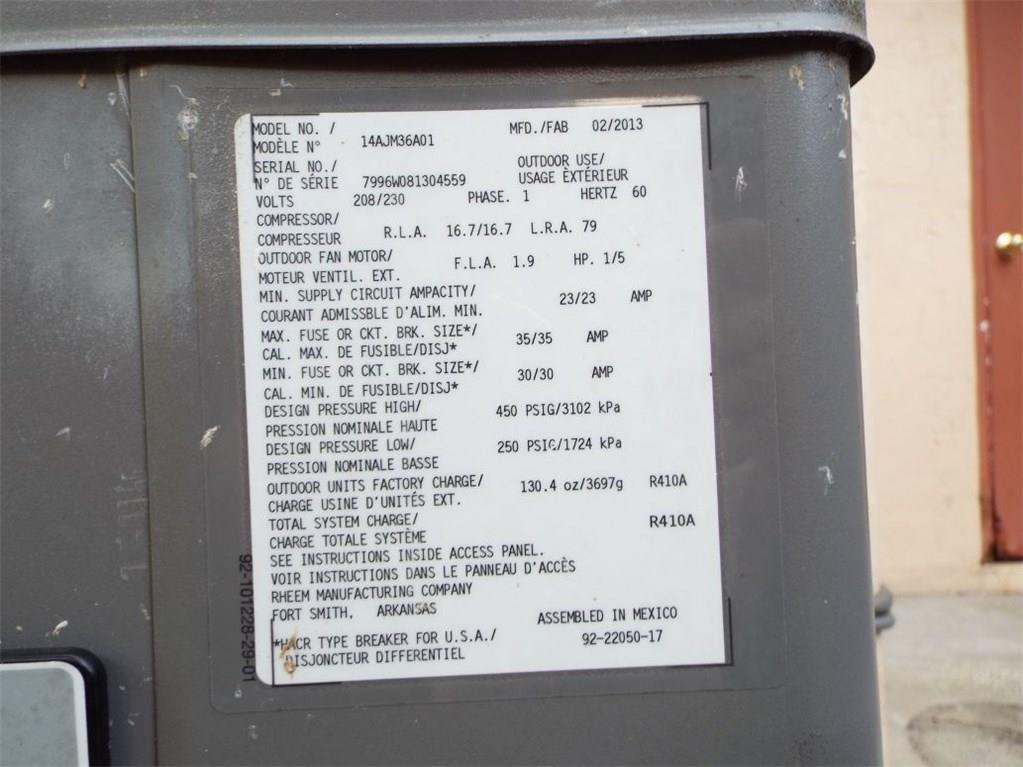 MODEL NO. / MFD./FAB 02/2013
MODÈLE N° 14AJM36A01
SERIAL NO./ OUTDOOR USE/
N° DE SÉRIE 7996W081304559 USAGE ÈXTÉRIEUR
VOLTS 208/230 PHASE. 1 HERTZ 60
COMPRESSOR/
COMPRESSEUR R.L.A. 16.7/16.7 L.R.A. 79
OUTDOOR FAN MOTOR/
MOTEUR VENTIL. EXT. F.L.A. 1.9 HP. 1/5
MIN. SUPPLY CIRCUIT AMPACITY/ 23/23 AMP
COURANT ADMISSBLE D'ALIM. MIN.
MAX. FUSE OR CKT. BRK. SIZE*/ 35/35 AMP
CAL. MAX. DE FUSIBLE/DISJ*
MIN. FUSE OR CKT. BRK. SIZE*/ 30/30 AMP
CAL. MIN. DE FUSIBLE/DISJ*
DESIGN PRESSURE HIGH/ 450 PSIG/3102 kPa
PRESSION NOMINALE HAUTE
DESIGN PRESSURE LOW/ 250 PSIG/1724 kPa
PRESSION NOMINALE BASSE
OUTDOOR UNITS FACTORY CHARGE/ 130.4 oz/3697g R410A
CHARGE USINE D'UNITÉS EXT.
TOTAL SYSTEM CHARGE/ R410A
CHARGE TOTALE SYSTÈME
SEE INSTRUCTIONS INSIDE ACCESS PANEL.
VOIR INSTRUCTIONS DANS LE PANNEAU D'ACCÈS
RHEEM MANUFACTURING COMPANY
FORT SMITH, ARKANSAS ASSEMBLED IN MEXICO
*HACR TYPE BREAKER FOR U.S.A./ 92-22050-17
DISJONCTEUR DIFFERENTIEL
92-101228-29-01